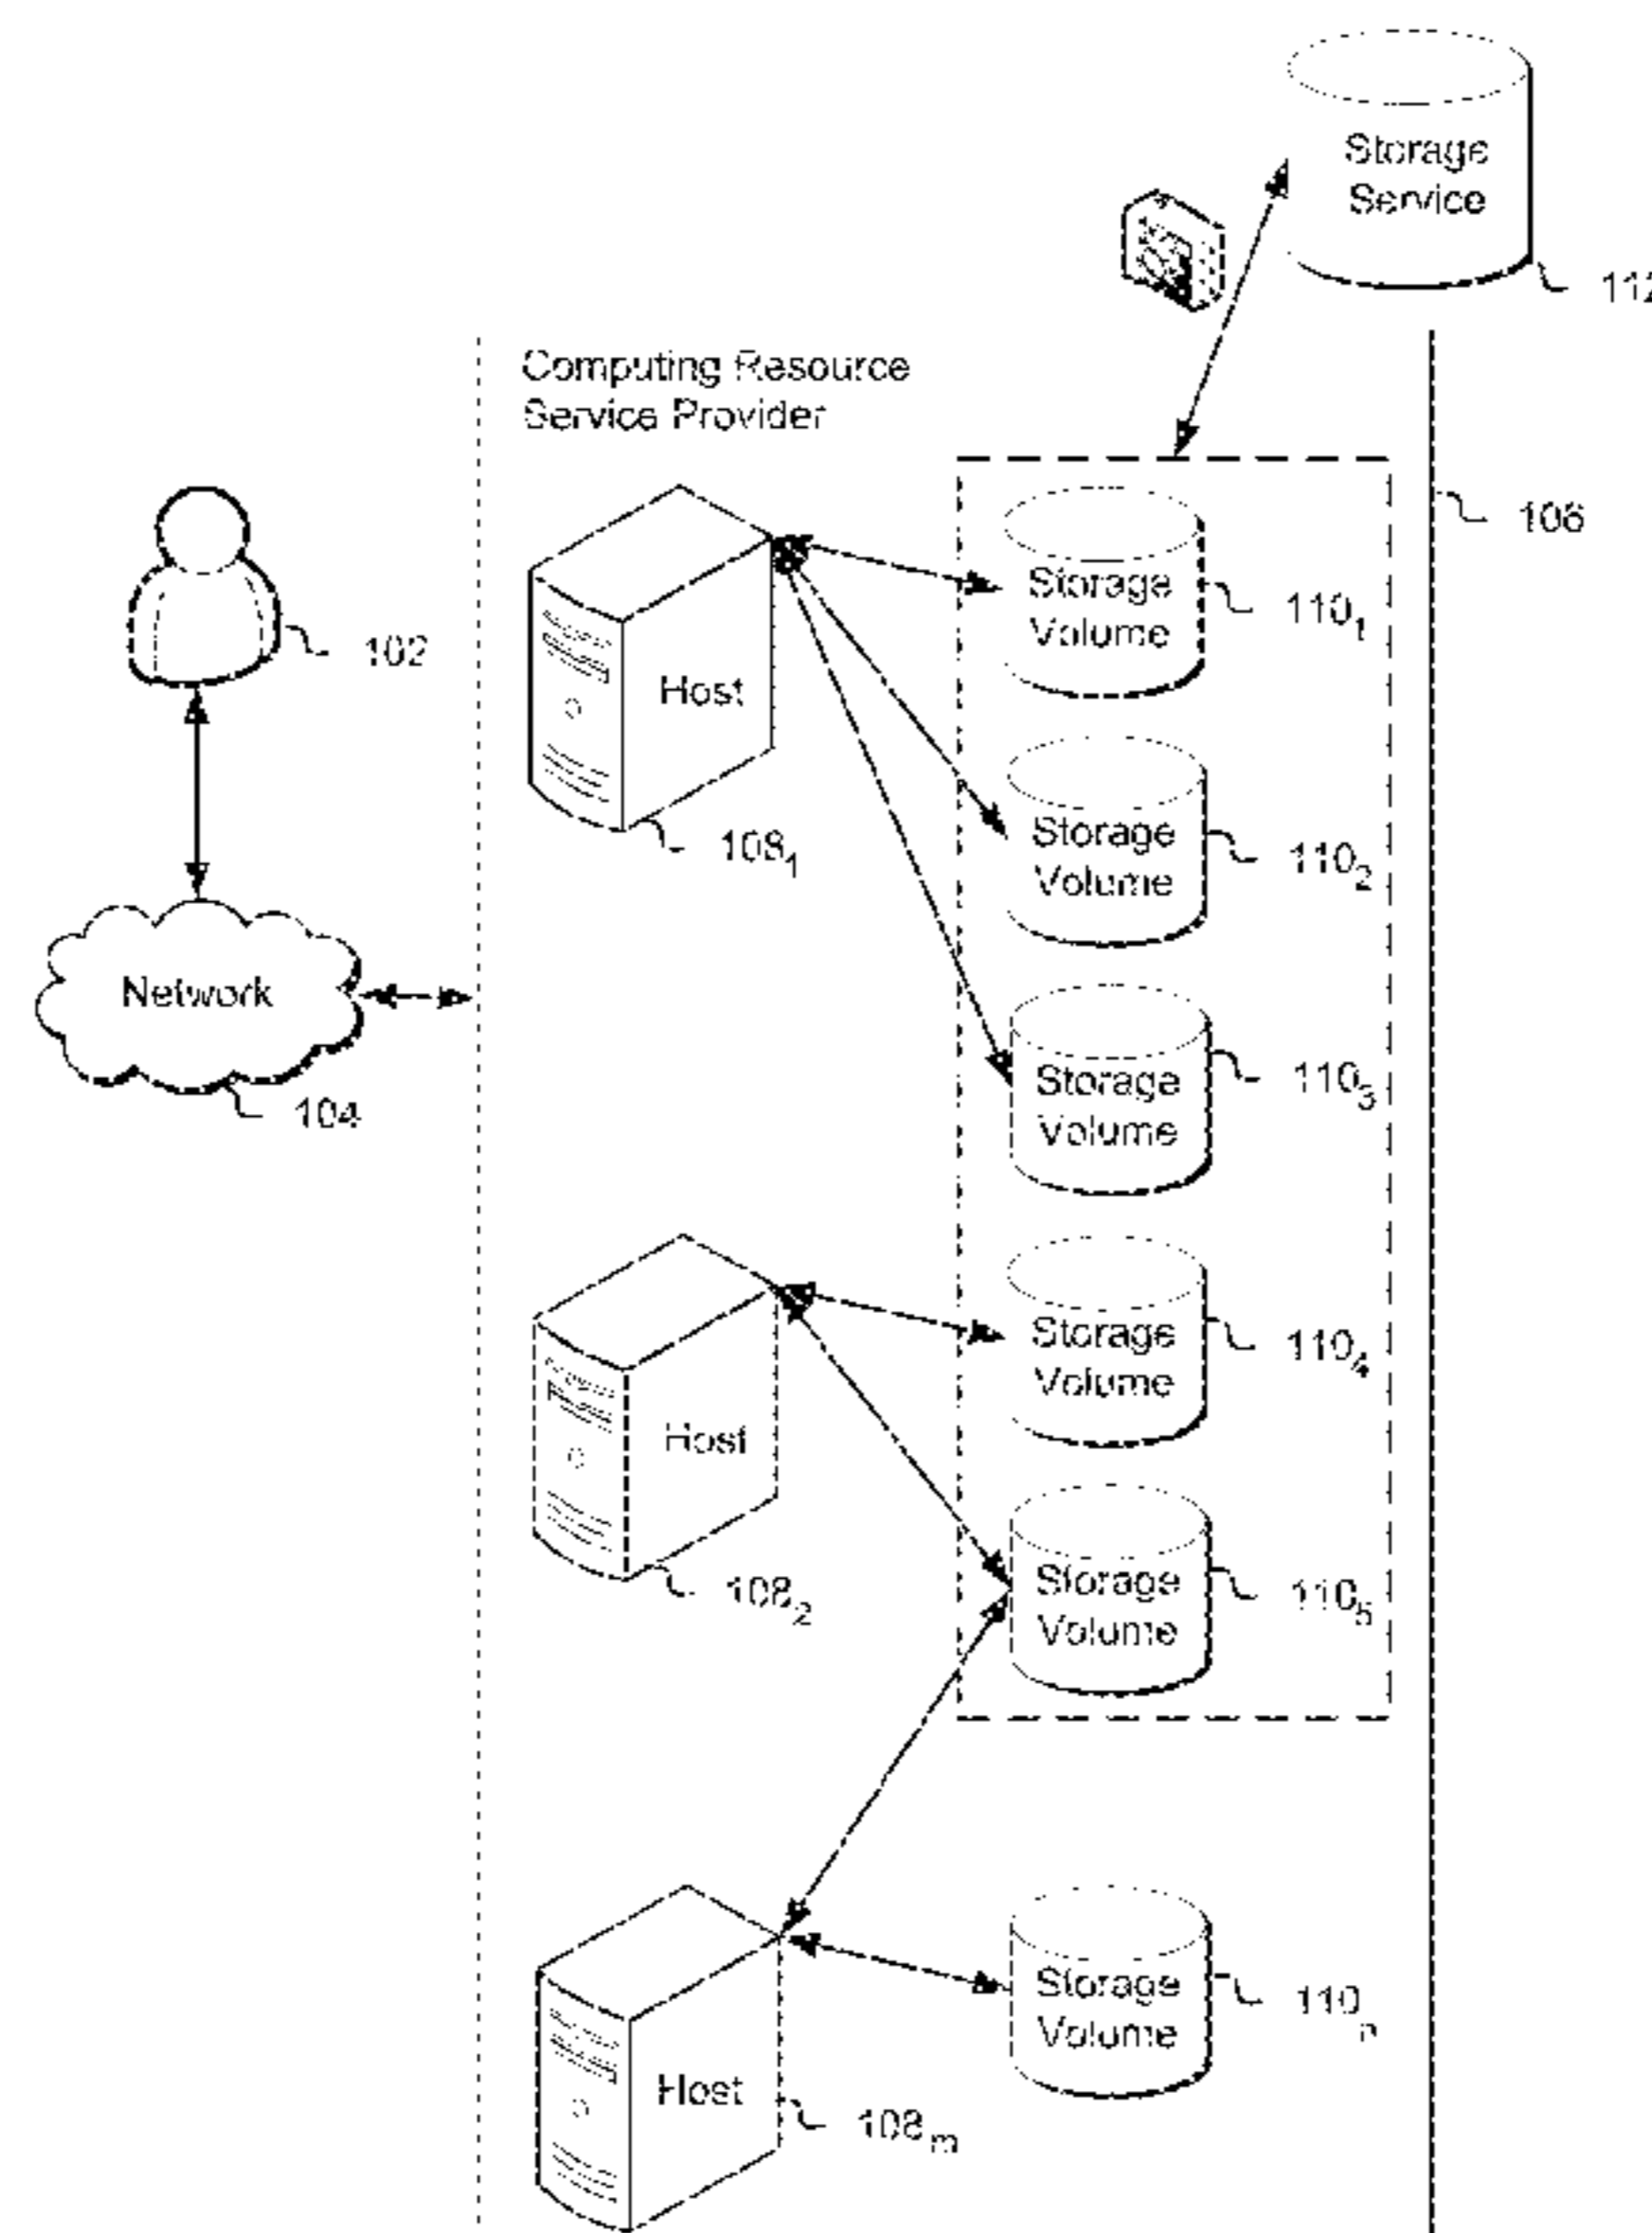 Storage
Service
112
Computing Resource
Service Provider
106
Storage
Volume
110₁
102
Host
108₁
Storage
Volume
110₂
Network
104
Storage
Volume
110₃
Storage
Volume
110₄
Host
108₂
Storage
Volume
110₅
Storage
Volume
110ₙ
Host
108ₘ